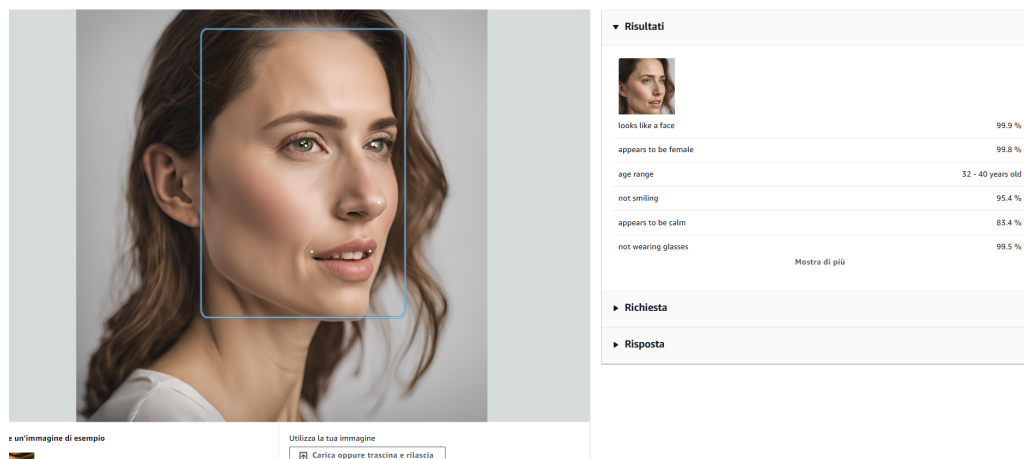 Risultati
looks like a face 99.9 %
appears to be female 99.8 %
age range 32 - 40 years old
not smiling 95.4 %
appears to be calm 83.4 %
not wearing glasses 99.5 %
Mostra di più
Richiesta
Risposta
e un'immagine di esempio
Utilizza la tua immagine
Carica oppure trascina e rilascia